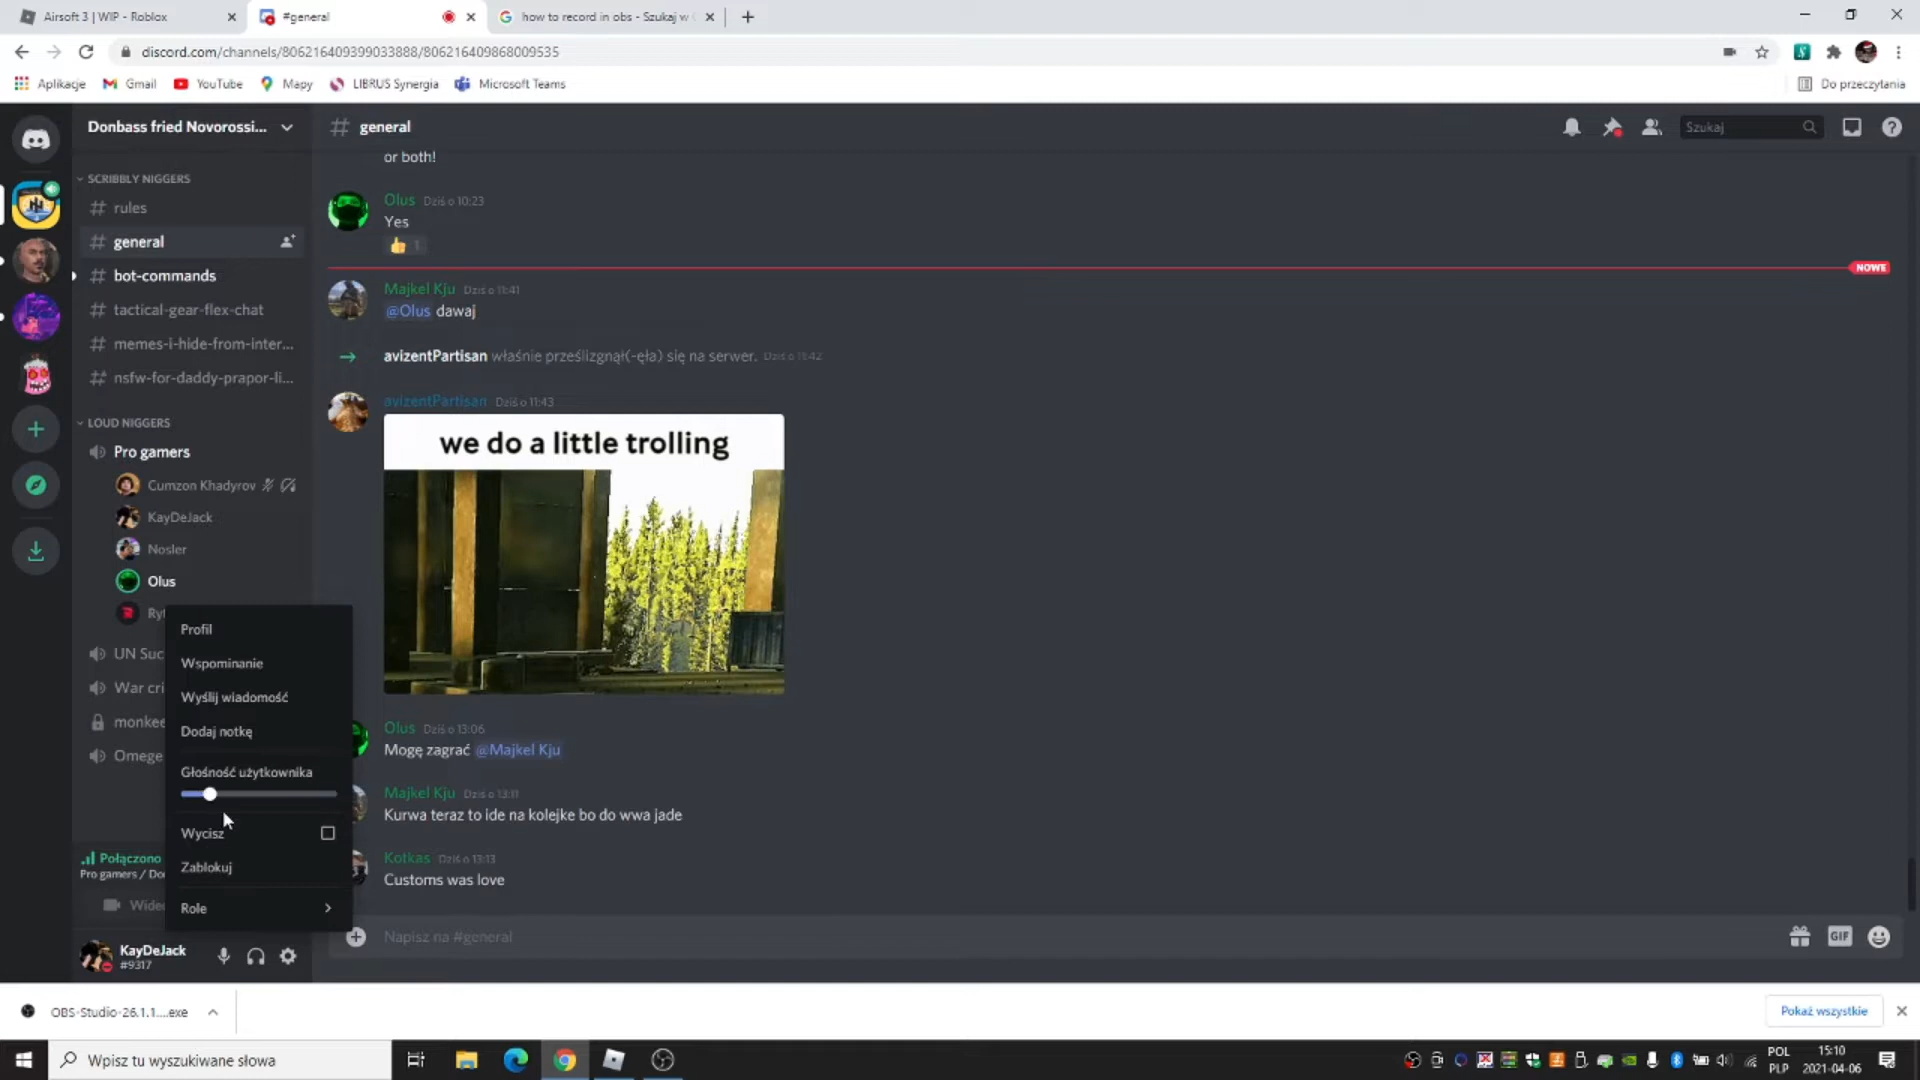 Airsoft 3 | WIP - Roblox
#general
how to record in obs - Szukaj w
discord.com/channels/806216409399033888/806216409868009535
Aplikacje
Gmail
YouTube
Mapy
LIBRUS Synergia
Microsoft Teams
Do przeczytania
Donbass fried Novorossi...
general
Szukaj
SCRIBBLY NIGGERS
rules
general
bot-commands
tactical-gear-flex-chat
memes-i-hide-from-inter...
nsfw-for-daddy-prapor-li...
LOUD NIGGERS
Pro gamers
Cumzon Khadyrov
KayDeJack
Nosler
Olus
Ryt
UN Suc
War cri
monkee
Omege
Profil
Wspominanie
Wyślij wiadomość
Dodaj notkę
Głośność użytkownika
Wycisz
Zablokuj
Role
Połączono
Pro gamers / Do
Wide
KayDeJack
#9317
or both!
Olus Dziś o 10:23
Yes
1
NOWE
Majkel Kju Dziś o 11:41
@Olus dawaj
avizentPartisan właśnie prześlizgnął(-ęła) się na serwer. Dziś o 11:42
avizentPartisan Dziś o 11:43
we do a little trolling
Olus Dziś o 13:06
Mogę zagrać @Majkel Kju
Majkel Kju Dziś o 13:11
Kurwa teraz to ide na kolejke bo do wwa jade
Kotkas Dziś o 13:13
Customs was love
Napisz na #general
GIF
OBS-Studio-26.1.1....exe
Pokaż wszystkie
Wpisz tu wyszukiwane słowa
POL
PLP
15:10
2021-04-06